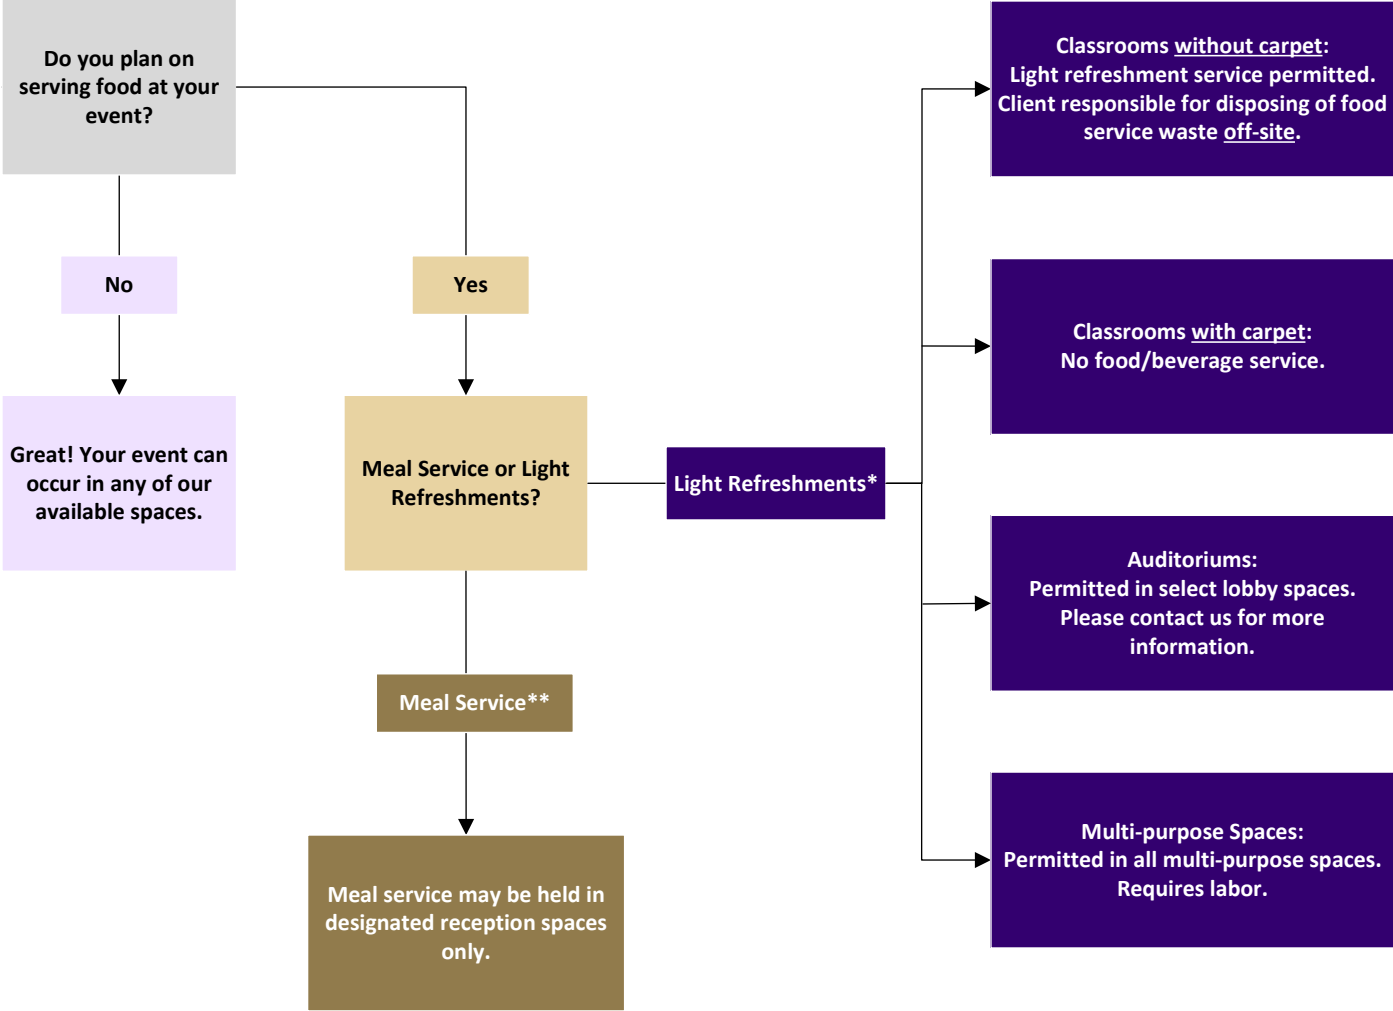 Do you plan on
serving food at your
event?
No
Great! Your event can
occur in any of our
available spaces.
Yes
Meal Service or Light
Refreshments?
Meal Service**
Meal service may be held in
designated reception spaces
only.
Light Refreshments*
Classrooms without carpet:
Light refreshment service permitted.
Client responsible for disposing of food
service waste off-site.
Classrooms with carpet:
No food/beverage service.
Auditoriums:
Permitted in select lobby spaces.
Please contact us for more
information.
Multi-purpose Spaces:
Permitted in all multi-purpose spaces.
Requires labor.